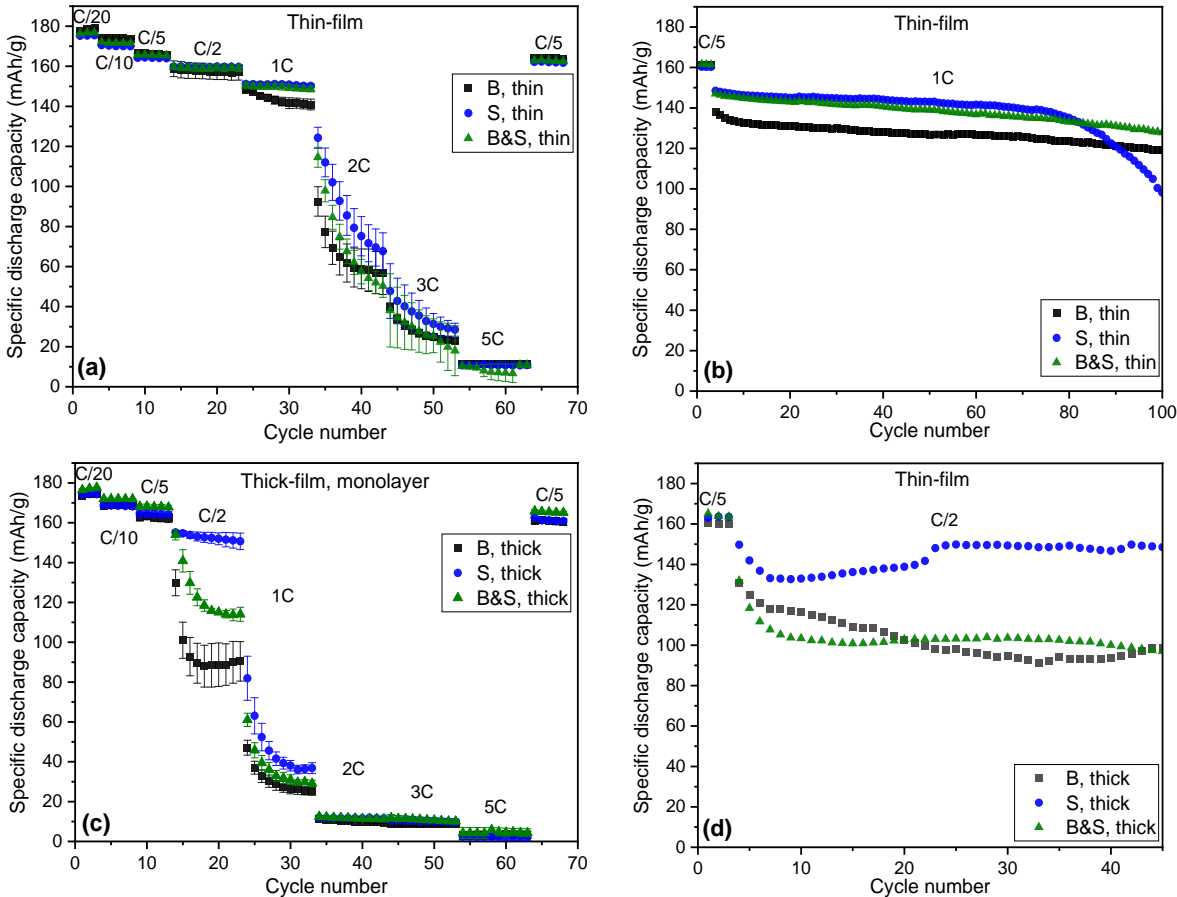 Thin-film
C/20
C/10
C/5
C/2
1C
2C
3C
5C
C/5
B, thin
S, thin
B&S, thin
(a)
Specific discharge capacity (mAh/g)
0
20
40
60
80
100
120
140
160
180
0
10
20
30
40
50
60
70
Cycle number
Thin-film
C/5
1C
B, thin
S, thin
B&S, thin
(b)
Specific discharge capacity (mAh/g)
0
20
40
60
80
100
120
140
160
180
0
20
40
60
80
100
Cycle number
Thick-film, monolayer
C/20
C/10
C/5
C/2
1C
2C
3C
5C
C/5
B, thick
S, thick
B&S, thick
(c)
Specific discharge capacity (mAh/g)
0
20
40
60
80
100
120
140
160
180
0
10
20
30
40
50
60
70
Cycle number
Thin-film
C/5
C/2
B, thick
S, thick
B&S, thick
(d)
Specific discharge capacity (mAh/g)
0
20
40
60
80
100
120
140
160
180
0
10
20
30
40
Cycle number